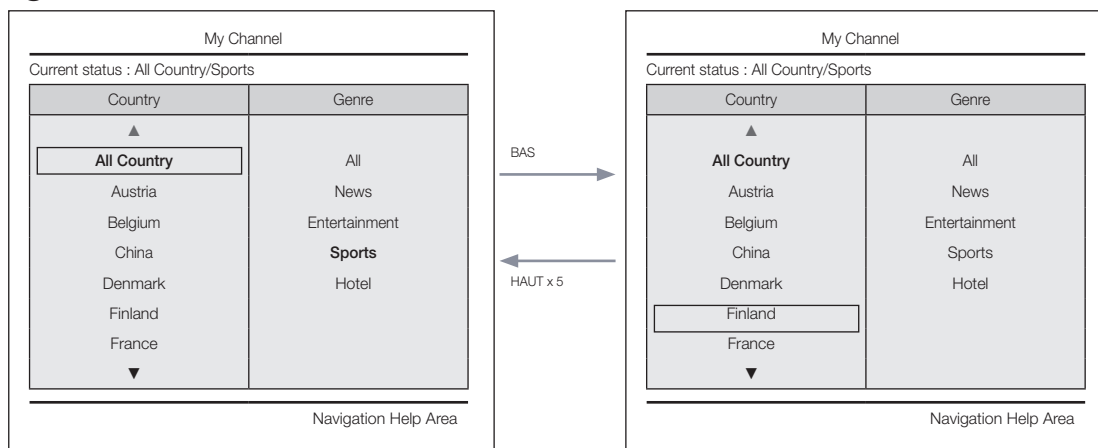 My Channel
Current status : All Country/Sports
Country Genre
▲
All Country All
Austria News
Belgium Entertainment
China Sports
Denmark Hotel
Finland
France
▼
Navigation Help Area
BAS
HAUT x 5
My Channel
Current status : All Country/Sports
Country Genre
▲
All Country All
Austria News
Belgium Entertainment
China Sports
Denmark Hotel
Finland
France
▼
Navigation Help Area